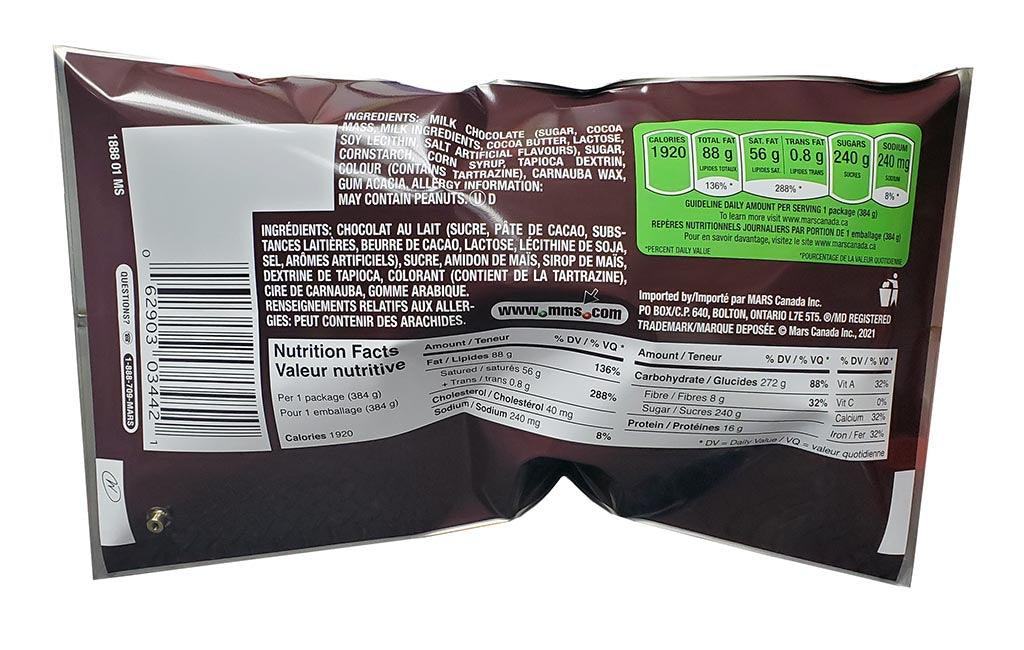 1888 01 MS
QUESTIONS? ☎ 1-888-709-MARS
0 62903 03442 1
INGREDIENTS: MILK CHOCOLATE (SUGAR, COCOA
MASS, MILK INGREDIENTS, COCOA BUTTER, LACTOSE,
SOY LECITHIN, SALT ARTIFICIAL FLAVOURS), SUGAR,
CORNSTARCH, CORN SYRUP, TAPIOCA DEXTRIN,
COLOUR (CONTAINS TARTRAZINE), CARNAUBA WAX,
GUM ACACIA. ALLERGY INFORMATION:
MAY CONTAIN PEANUTS. Ⓤ D
INGRÉDIENTS: CHOCOLAT AU LAIT (SUCRE, PÂTE DE CACAO, SUBS-
TANCES LAITIÈRES, BEURRE DE CACAO, LACTOSE, LÉCITHINE DE SOJA,
SEL, ARÔMES ARTIFICIELS), SUCRE, AMIDON DE MAÏS, SIROP DE MAÏS,
DEXTRINE DE TAPIOCA, COLORANT (CONTIENT DE LA TARTRAZINE),
CIRE DE CARNAUBA, GOMME ARABIQUE.
RENSEIGNEMENTS RELATIFS AUX ALLER-
GIES: PEUT CONTENIR DES ARACHIDES.
www.mms.com
CALORIES TOTAL FAT SAT. FAT TRANS FAT SUGARS SODIUM
1920 88 g 56 g 0.8 g 240 g 240 mg
LIPIDES TOTAUX LIPIDES SAT. LIPIDES TRANS SUCRES SODIUM
136% * 288% * 8% *
GUIDELINE DAILY AMOUNT PER SERVING 1 package (384 g)
To learn more visit www.marscanada.ca
REPÈRES NUTRITIONNELS JOURNALIERS PAR PORTION DE 1 emballage (384 g)
Pour en savoir davantage, visitez le site www.marscanada.ca
*PERCENT DAILY VALUE *POURCENTAGE DE LA VALEUR QUOTIDIENNE
Imported by/Importé par MARS Canada Inc.
PO BOX/C.P. 640, BOLTON, ONTARIO L7E 5T5. ®/MD REGISTERED
TRADEMARK/MARQUE DEPOSÉE. © Mars Canada Inc., 2021
Nutrition Facts
Valeur nutritive
Per 1 package (384 g)
Pour 1 emballage (384 g)
Calories 1920
Amount / Teneur % DV / % VQ *
Fat / Lipides 88 g 136%
Satured / saturés 56 g
+ Trans / trans 0.8 g 288%
Cholesterol / Cholestérol 40 mg
Sodium / Sodium 240 mg 8%
Amount / Teneur % DV / % VQ *
Carbohydrate / Glucides 272 g 88%
Fibre / Fibres 8 g 32%
Sugar / Sucres 240 g
Protein / Protéines 16 g
% DV / % VQ *
Vit A 32%
Vit C 0%
Calcium 32%
Iron / Fer 32%
* DV = Daily Value / VQ = valeur quotidienne